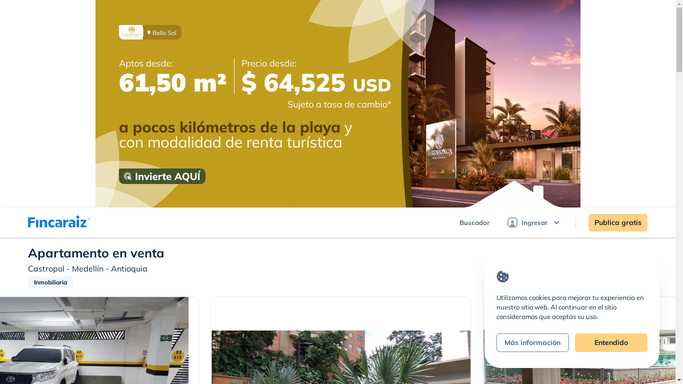 Bello Sol
Aptos desde:
61,50 m²
Precio desde:
$ 64,525 USD
Sujeto a tasa de cambio*
a pocos kilómetros de la playa y
con modalidad de renta turística
Invierte AQUÍ
Fincaraiz
Buscador
Ingresar
Publica gratis
Apartamento en venta
Castropol - Medellín - Antioquia
Inmobiliaria
Utilizamos cookies para mejorar tu experiencia en
nuestro sitio web. Al continuar en el sitio
consideramos que aceptas su uso.
Más información
Entendido